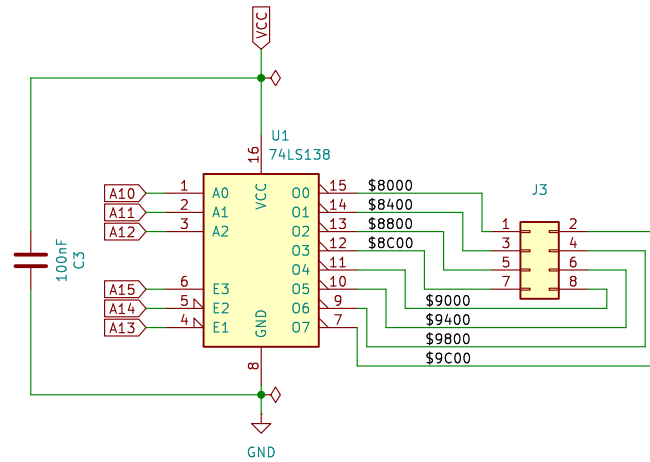 VCC
U1
74LS138
16
VCC
A10 1 A0 O0 15 $8000
A11 2 A1 O1 14 $8400
A12 3 A2 O2 13 $8800
O3 12 $8C00
O4 11
A15 6 E3 O5 10
A14 5 E2 O6 9
A13 4 E1 O7 7
GND
8
GND
100nF
C3
J3
1 2
3 4
5 6
7 8
$9000
$9400
$9800
$9C00